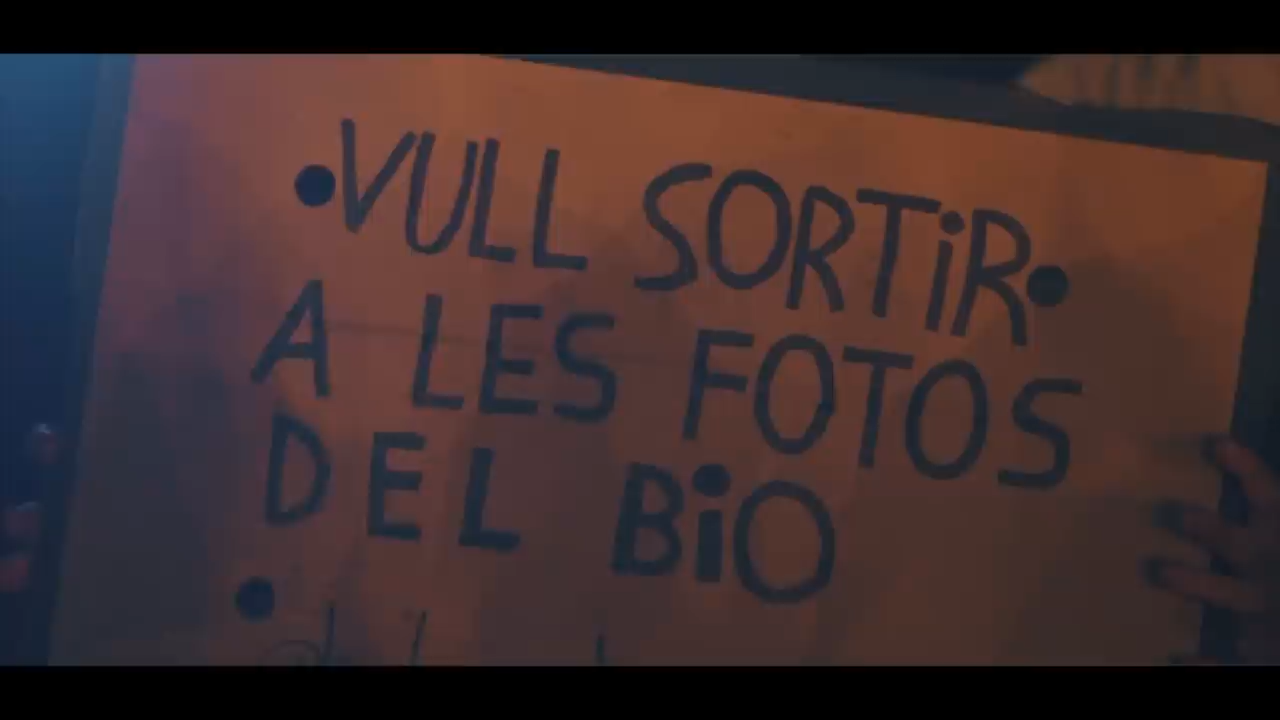 •VULL SORTiR•
A LES FOTOS
DEL BiO
•